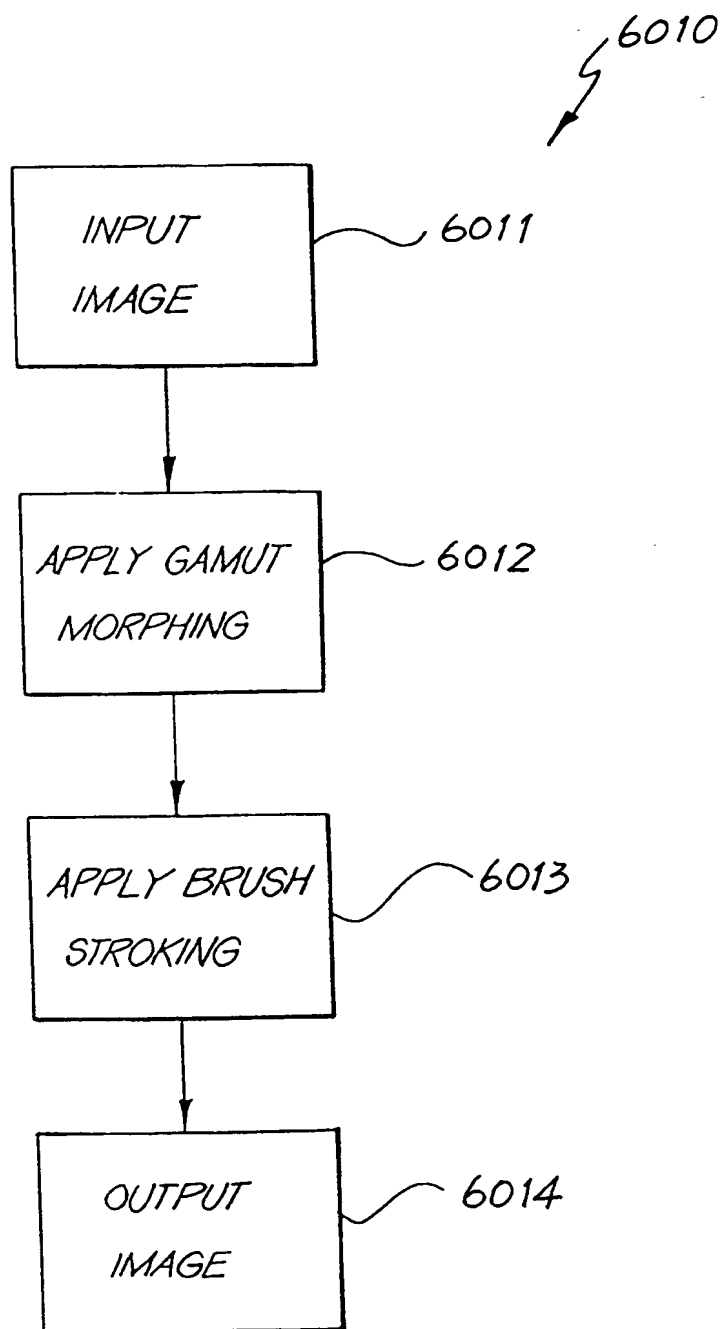 6010
INPUT
IMAGE
6011
APPLY GAMUT
MORPHING
6012
APPLY BRUSH
STROKING
6013
OUTPUT
IMAGE
6014